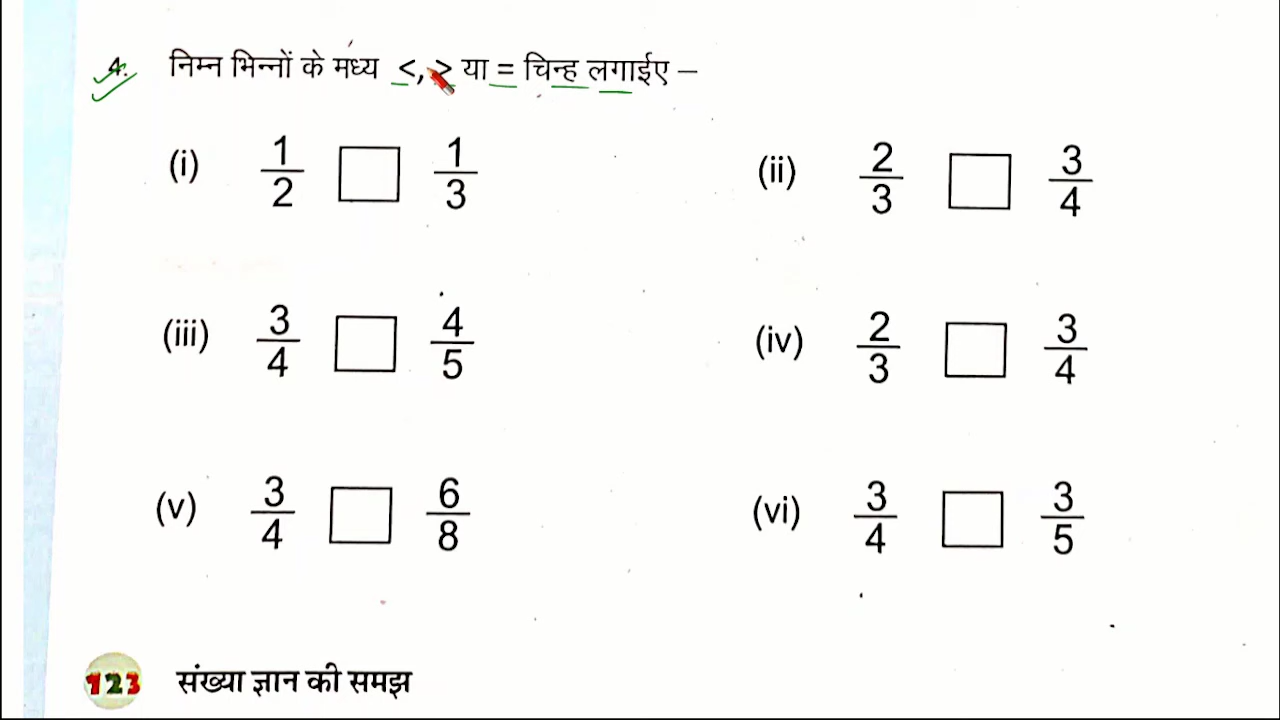 4. निम्न भिन्नों के मध्य <, > या = चिन्ह लगाईए –
(i) 1/2 □ 1/3 (ii) 2/3 □ 3/4
(iii) 3/4 □ 4/5 (iv) 2/3 □ 3/4
(v) 3/4 □ 6/8 (vi) 3/4 □ 3/5
123 संख्या ज्ञान की समझ